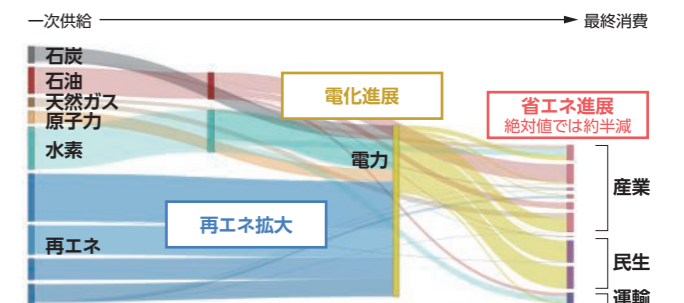 一次供給
最終消費
石炭
石油
天然ガス
原子力
水素
再エネ
電化進展
電力
再エネ拡大
省エネ進展
絶対値では約半減
産業
民生
運輸